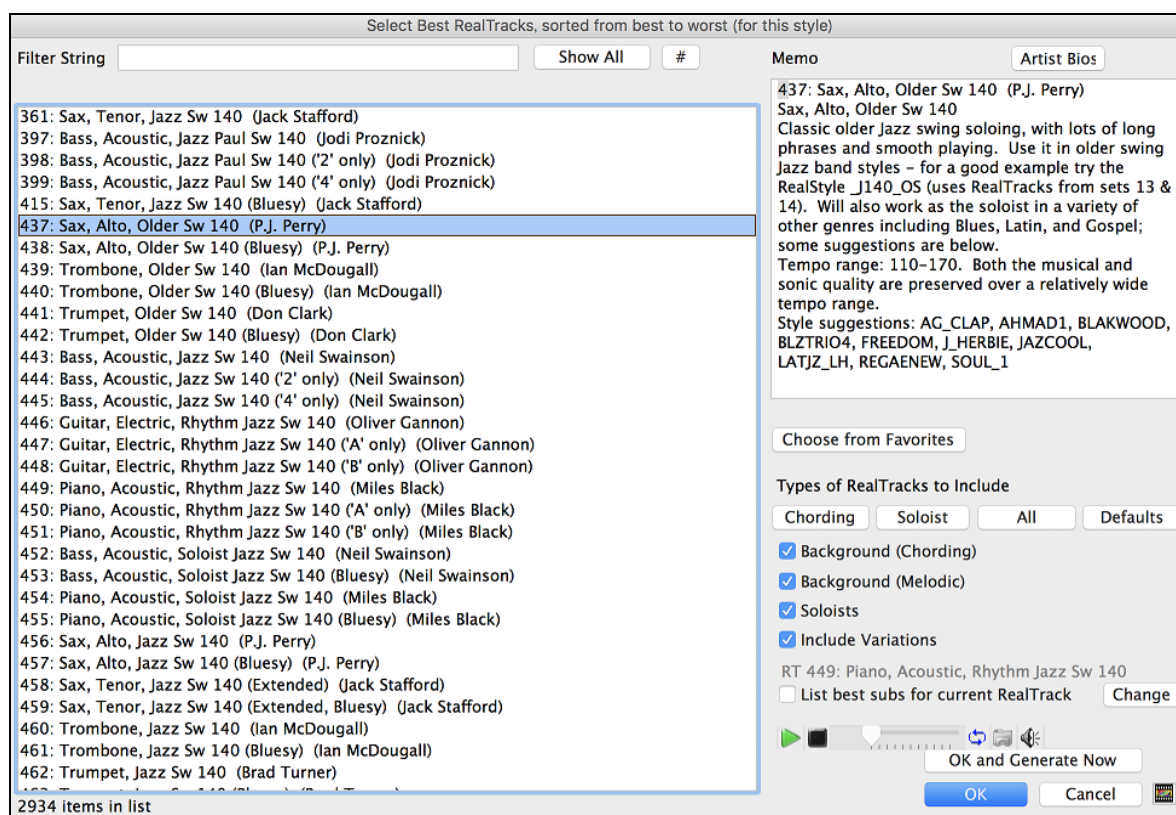 Select Best RealTracks, sorted from best to worst (for this style)
Filter String
Show All
#
361: Sax, Tenor, Jazz Sw 140 (Jack Stafford)
397: Bass, Acoustic, Jazz Paul Sw 140 (Jodi Proznick)
398: Bass, Acoustic, Jazz Paul Sw 140 ('2' only) (Jodi Proznick)
399: Bass, Acoustic, Jazz Paul Sw 140 ('4' only) (Jodi Proznick)
415: Sax, Tenor, Jazz Sw 140 (Bluesy) (Jack Stafford)
437: Sax, Alto, Older Sw 140 (P.J. Perry)
438: Sax, Alto, Older Sw 140 (Bluesy) (P.J. Perry)
439: Trombone, Older Sw 140 (Ian McDougall)
440: Trombone, Older Sw 140 (Bluesy) (Ian McDougall)
441: Trumpet, Older Sw 140 (Don Clark)
442: Trumpet, Older Sw 140 (Bluesy) (Don Clark)
443: Bass, Acoustic, Jazz Sw 140 (Neil Swainson)
444: Bass, Acoustic, Jazz Sw 140 ('2' only) (Neil Swainson)
445: Bass, Acoustic, Jazz Sw 140 ('4' only) (Neil Swainson)
446: Guitar, Electric, Rhythm Jazz Sw 140 (Oliver Gannon)
447: Guitar, Electric, Rhythm Jazz Sw 140 ('A' only) (Oliver Gannon)
448: Guitar, Electric, Rhythm Jazz Sw 140 ('B' only) (Oliver Gannon)
449: Piano, Acoustic, Rhythm Jazz Sw 140 (Miles Black)
450: Piano, Acoustic, Rhythm Jazz Sw 140 ('A' only) (Miles Black)
451: Piano, Acoustic, Rhythm Jazz Sw 140 ('B' only) (Miles Black)
452: Bass, Acoustic, Soloist Jazz Sw 140 (Neil Swainson)
453: Bass, Acoustic, Soloist Jazz Sw 140 (Bluesy) (Neil Swainson)
454: Piano, Acoustic, Soloist Jazz Sw 140 (Miles Black)
455: Piano, Acoustic, Soloist Jazz Sw 140 (Bluesy) (Miles Black)
456: Sax, Alto, Jazz Sw 140 (P.J. Perry)
457: Sax, Alto, Jazz Sw 140 (Bluesy) (P.J. Perry)
458: Sax, Tenor, Jazz Sw 140 (Extended) (Jack Stafford)
459: Sax, Tenor, Jazz Sw 140 (Extended, Bluesy) (Jack Stafford)
460: Trombone, Jazz Sw 140 (Ian McDougall)
461: Trombone, Jazz Sw 140 (Bluesy) (Ian McDougall)
462: Trumpet, Jazz Sw 140 (Brad Turner)
2934 items in list
Memo
Artist Bios
437: Sax, Alto, Older Sw 140 (P.J. Perry)
Sax, Alto, Older Sw 140
Classic older Jazz swing soloing, with lots of long
phrases and smooth playing. Use it in older swing
Jazz band styles – for a good example try the
RealStyle _J140_OS (uses RealTracks from sets 13 &
14). Will also work as the soloist in a variety of
other genres including Blues, Latin, and Gospel;
some suggestions are below.
Tempo range: 110-170. Both the musical and
sonic quality are preserved over a relatively wide
tempo range.
Style suggestions: AG_CLAP, AHMAD1, BLAKWOOD,
BLZTRIO4, FREEDOM, J_HERBIE, JAZCOOL,
LATJZ_LH, REGAENEW, SOUL_1
Choose from Favorites
Types of RealTracks to Include
Chording
Soloist
All
Defaults
Background (Chording)
Background (Melodic)
Soloists
Include Variations
RT 449: Piano, Acoustic, Rhythm Jazz Sw 140
List best subs for current RealTrack
Change
OK and Generate Now
OK
Cancel